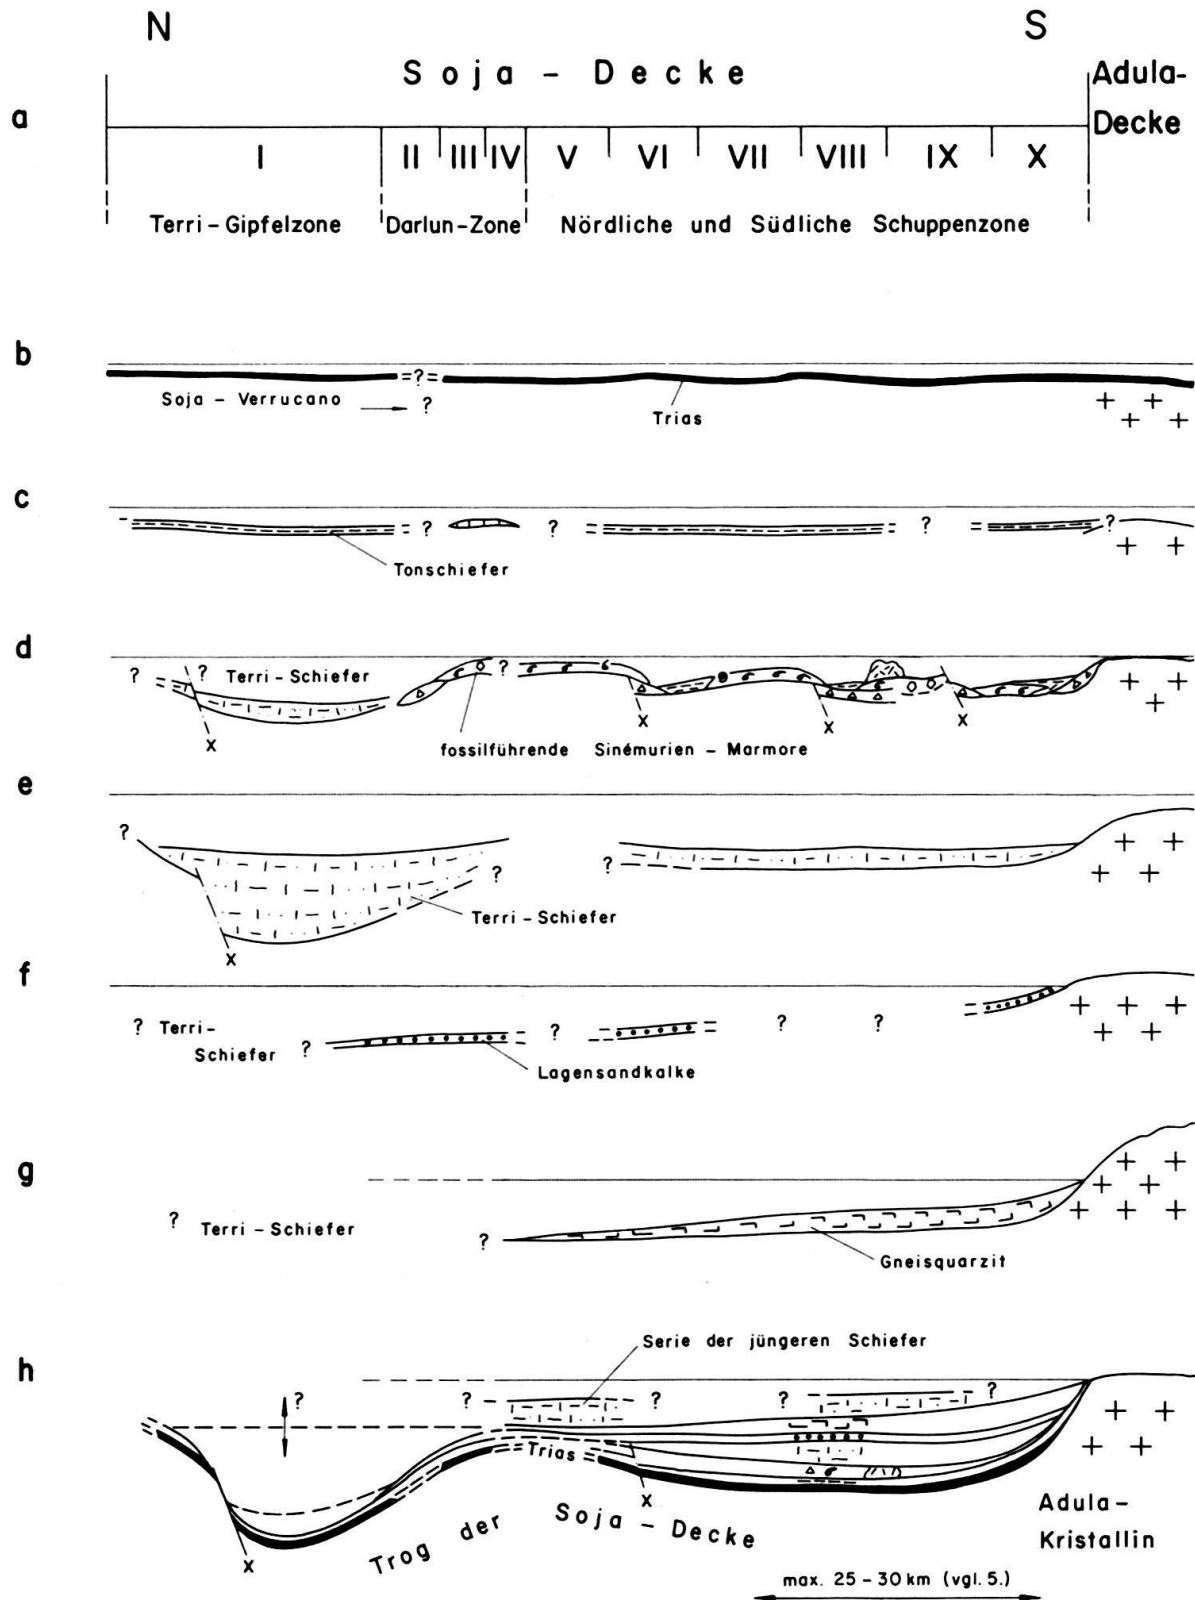 N S
Soja – Decke Adula-
a Decke
I II III IV V VI VII VIII IX X
Terri – Gipfelzone Darlun – Zone Nördliche und Südliche Schuppenzone
b
= ? =
Soja – Verrucano ? Trias
c
? ? ? ?
Tonschiefer
d
? ? Terri – Schiefer ?
x x x x
fossilführende Sinémurien – Marmore
e
? ? ?
Terri – Schiefer
x
f
? Terri –
Schiefer ? ? ? ?
Lagensandkalke
g
? Terri – Schiefer ?
Gneisquarzit
h
Serie der jüngeren Schiefer
? ? ? ? ?
Trias
x x
Trog der Soja – Decke
Adula –
Kristallin
max. 25 – 30 km (vgl. 5.)